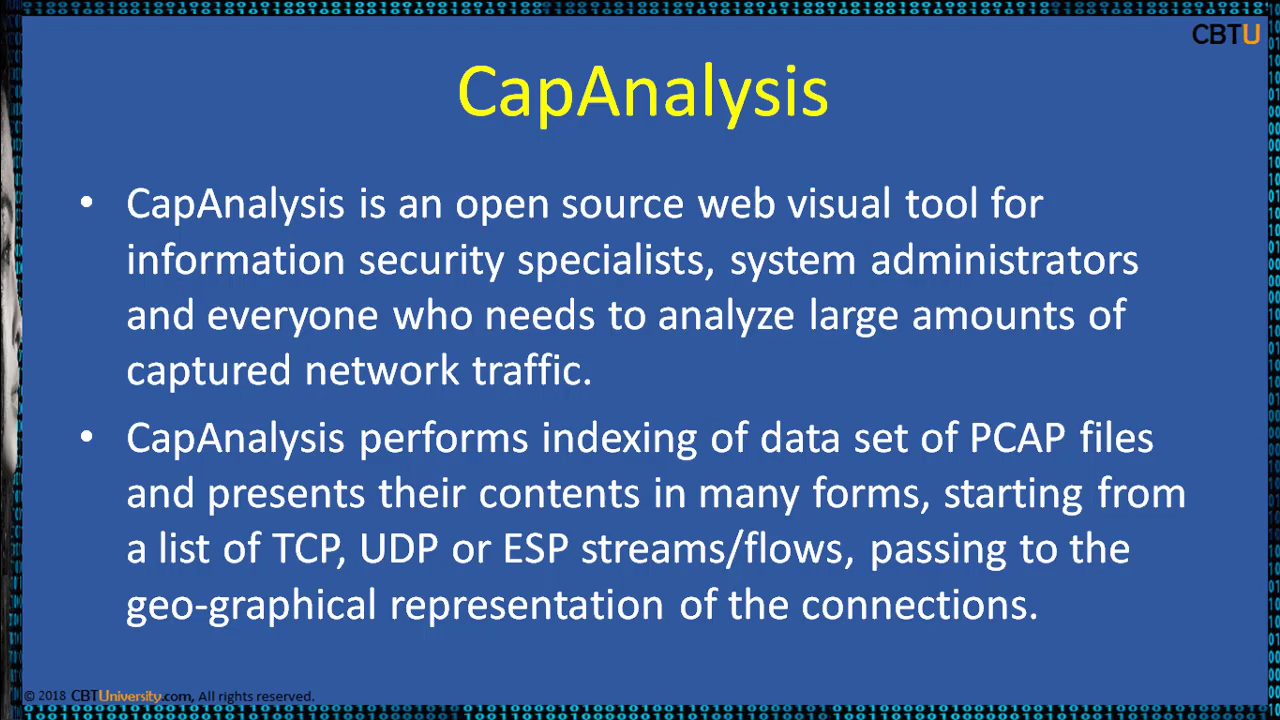 CBTU
CapAnalysis
• CapAnalysis is an open source web visual tool for
information security specialists, system administrators
and everyone who needs to analyze large amounts of
captured network traffic.
• CapAnalysis performs indexing of data set of PCAP files
and presents their contents in many forms, starting from
a list of TCP, UDP or ESP streams/flows, passing to the
geo-graphical representation of the connections.
© 2018 CBTUniversity.com, All rights reserved.